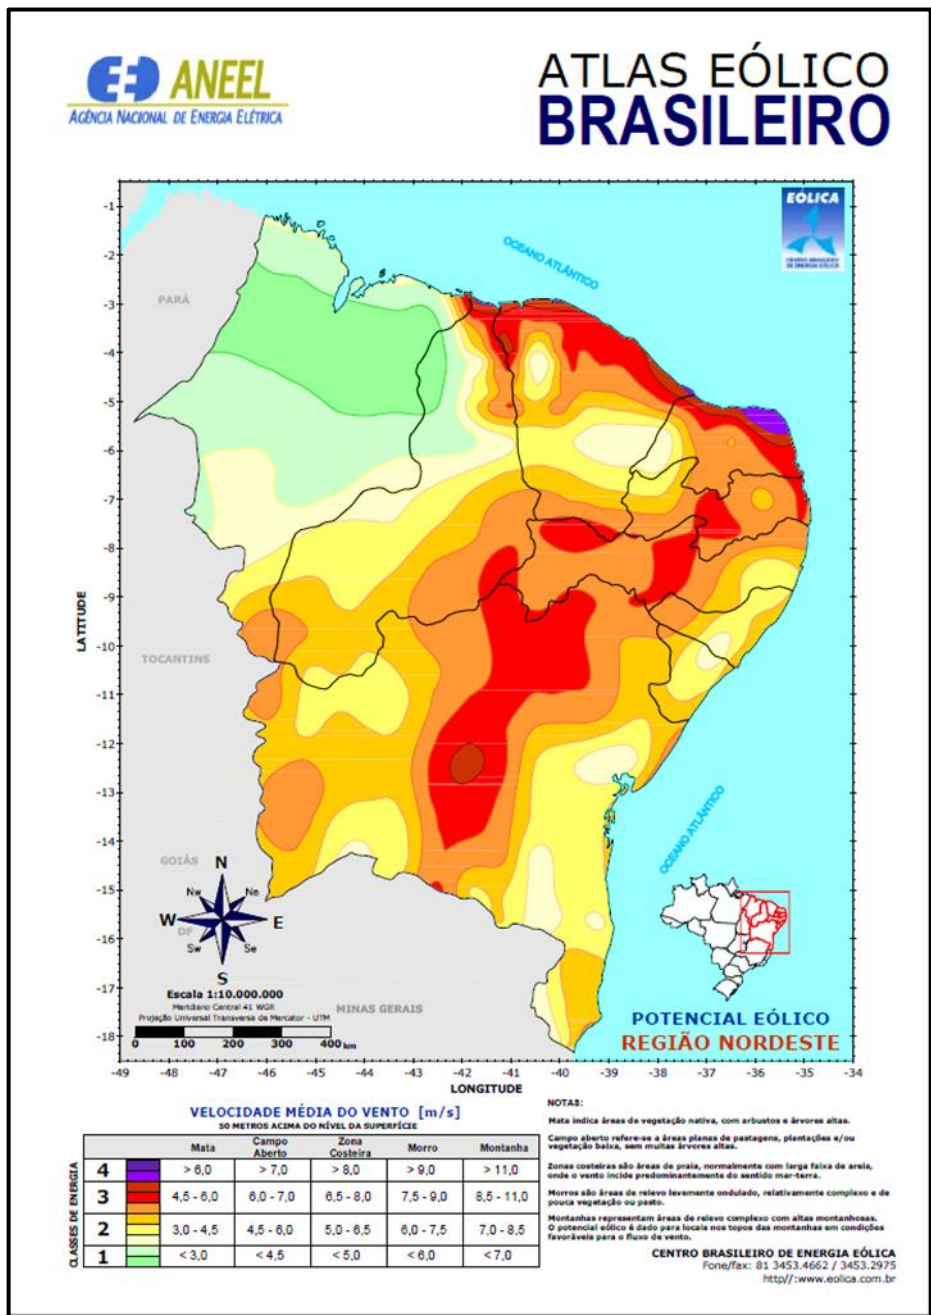 ANEEL
AGÊNCIA NACIONAL DE ENERGIA ELÉTRICA
ATLAS EÓLICO
BRASILEIRO
EÓLICA
CENTRO BRASILEIRO
DE ENERGIA EÓLICA
OCEANO ATLÂNTICO
PARÁ
TOCANTINS
GOIÁS
DF
MINAS GERAIS
OCEANO ATLÂNTICO
LATITUDE
-1
-2
-3
-4
-5
-6
-7
-8
-9
-10
-11
-12
-13
-14
-15
-16
-17
-18
N
Nw Ne
W E
Sw Se
S
Escala 1:10.000.000
Meridiano Central 41 WGR
Projeção Universal Transversa de Mercator - UTM
0 100 200 300 400 km
POTENCIAL EÓLICO
REGIÃO NORDESTE
-49 -48 -47 -46 -45 -44 -43 -42 -41 -40 -39 -38 -37 -36 -35 -34
LONGITUDE
VELOCIDADE MÉDIA DO VENTO [m/s]
50 METROS ACIMA DO NÍVEL DA SUPERFÍCIE
CLASSES DE ENERGIA
Mata Campo Aberto Zona Costeira Morro Montanha
4 > 6,0 > 7,0 > 8,0 > 9,0 > 11,0
3 4,5 - 6,0 6,0 - 7,0 6,5 - 8,0 7,5 - 9,0 8,5 - 11,0
2 3,0 - 4,5 4,5 - 6,0 5,0 - 6,5 6,0 - 7,5 7,0 - 8,5
1 < 3,0 < 4,5 < 5,0 < 6,0 < 7,0
NOTAS:
Mata indica áreas de vegetação nativa, com arbustos e árvores altas.
Campo aberto refere-se a áreas planas de pastagens, plantações e/ou
vegetação baixa, sem muitas árvores altas.
Zonas costeiras são áreas de praia, normalmente com larga faixa de areia,
onde o vento incide predominantemente do sentido mar-terra.
Morros são áreas de relevo levemente ondulado, relativamente complexo e de
pouca vegetação ou pasto.
Montanhas representam áreas de relevo complexo com altas montanhosas.
O potencial eólico é dado para locais nos topos das montanhas em condições
favoráveis para o fluxo de vento.
CENTRO BRASILEIRO DE ENERGIA EÓLICA
Fone/fax: 81 3453.4662 / 3453.2975
http//:www.eolica.com.br